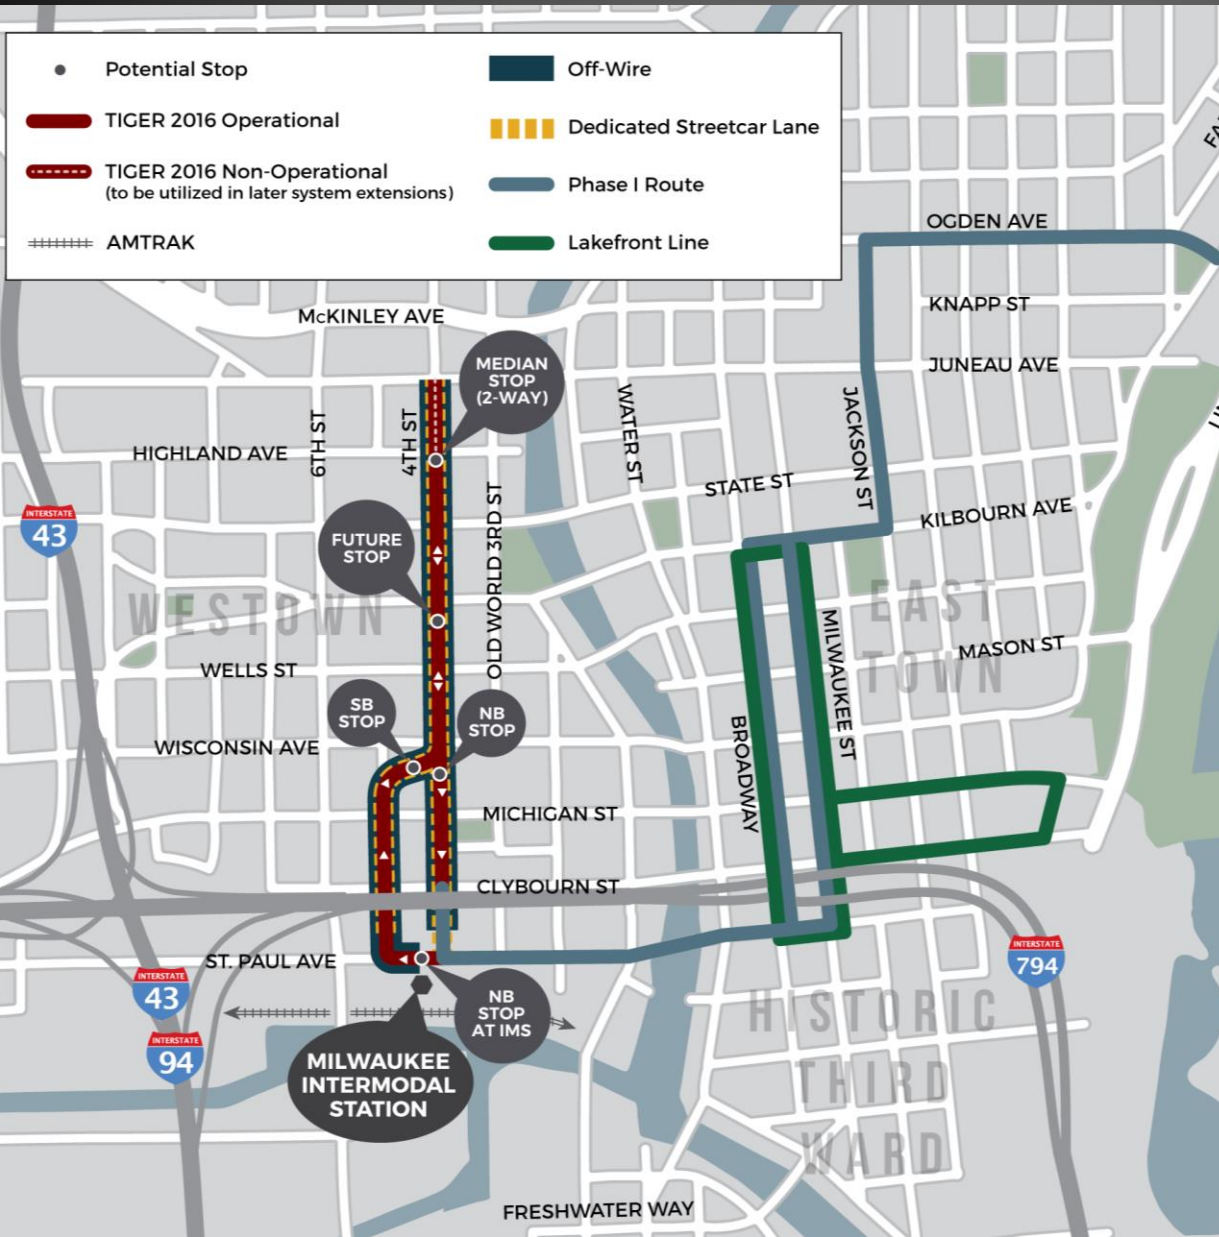 Potential Stop
TIGER 2016 Operational
TIGER 2016 Non-Operational
(to be utilized in later system extensions)
AMTRAK
Off-Wire
Dedicated Streetcar Lane
Phase I Route
Lakefront Line
OGDEN AVE
KNAPP ST
McKINLEY AVE
JUNEAU AVE
MEDIAN
STOP
(2-WAY)
WATER ST
JACKSON ST
6TH ST
4TH ST
HIGHLAND AVE
STATE ST
KILBOURN AVE
OLD WORLD 3RD ST
INTERSTATE
43
FUTURE
STOP
WESTOWN
EAST
TOWN
MASON ST
MILWAUKEE ST
WELLS ST
SB
STOP
NB
STOP
WISCONSIN AVE
BROADWAY
MICHIGAN ST
CLYBOURN ST
ST. PAUL AVE
INTERSTATE
794
INTERSTATE
43
NB
STOP
AT IMS
HISTORIC
THIRD
WARD
INTERSTATE
94
MILWAUKEE
INTERMODAL
STATION
FRESHWATER WAY